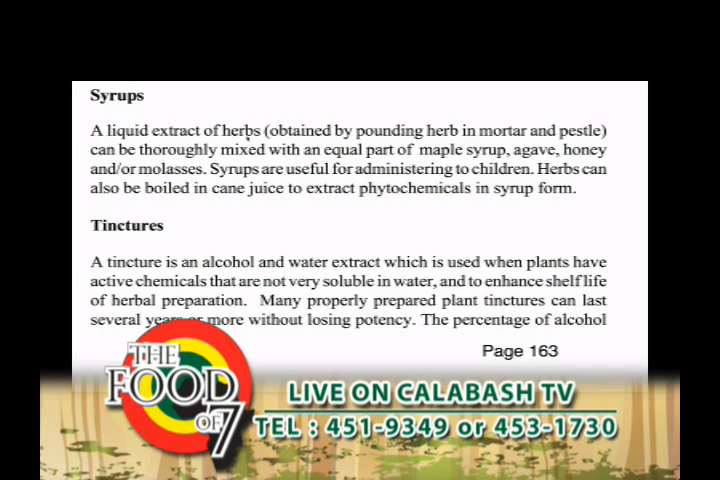 Syrups
A liquid extract of herbs (obtained by pounding herb in mortar and pestle)
can be thoroughly mixed with an equal part of maple syrup, agave, honey
and/or molasses. Syrups are useful for administering to children. Herbs can
also be boiled in cane juice to extract phytochemicals in syrup form.
Tinctures
A tincture is an alcohol and water extract which is used when plants have
active chemicals that are not very soluble in water, and to enhance shelf life
of herbal preparation. Many properly prepared plant tinctures can last
several years or more without losing potency. The percentage of alcohol
Page 163
THE
FOOD
OF 7
LIVE ON CALABASH TV
TEL : 451-9349 or 453-1730